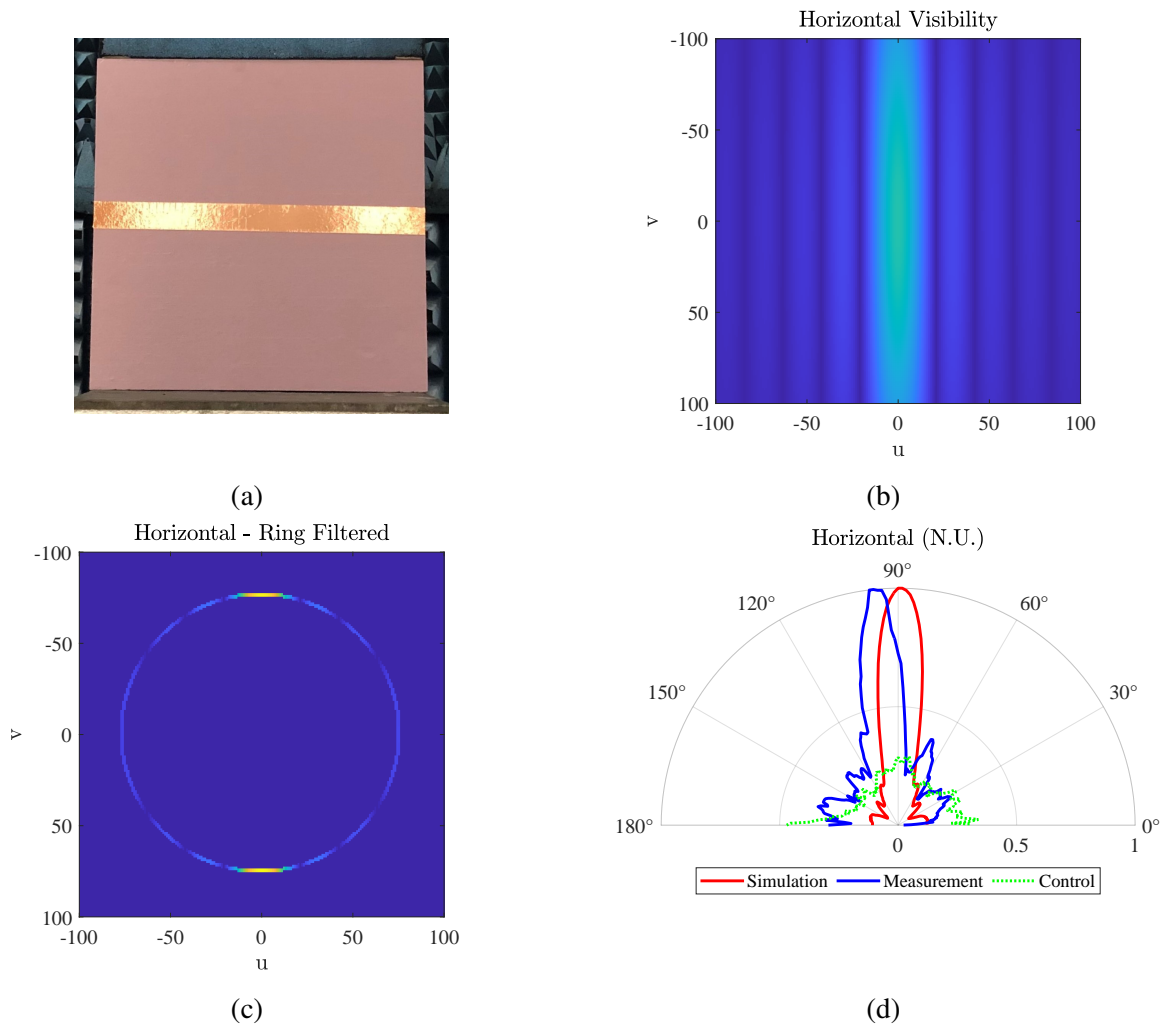 Horizontal Visibility
-100
-50
0
50
100
v
-100 -50 0 50 100
u
(a)
(b)
Horizontal - Ring Filtered
-100
-50
0
50
100
v
-100 -50 0 50 100
u
Horizontal (N.U.)
90°
120° 60°
150° 30°
180° 0°
0 0.5 1
Simulation Measurement Control
(c)
(d)